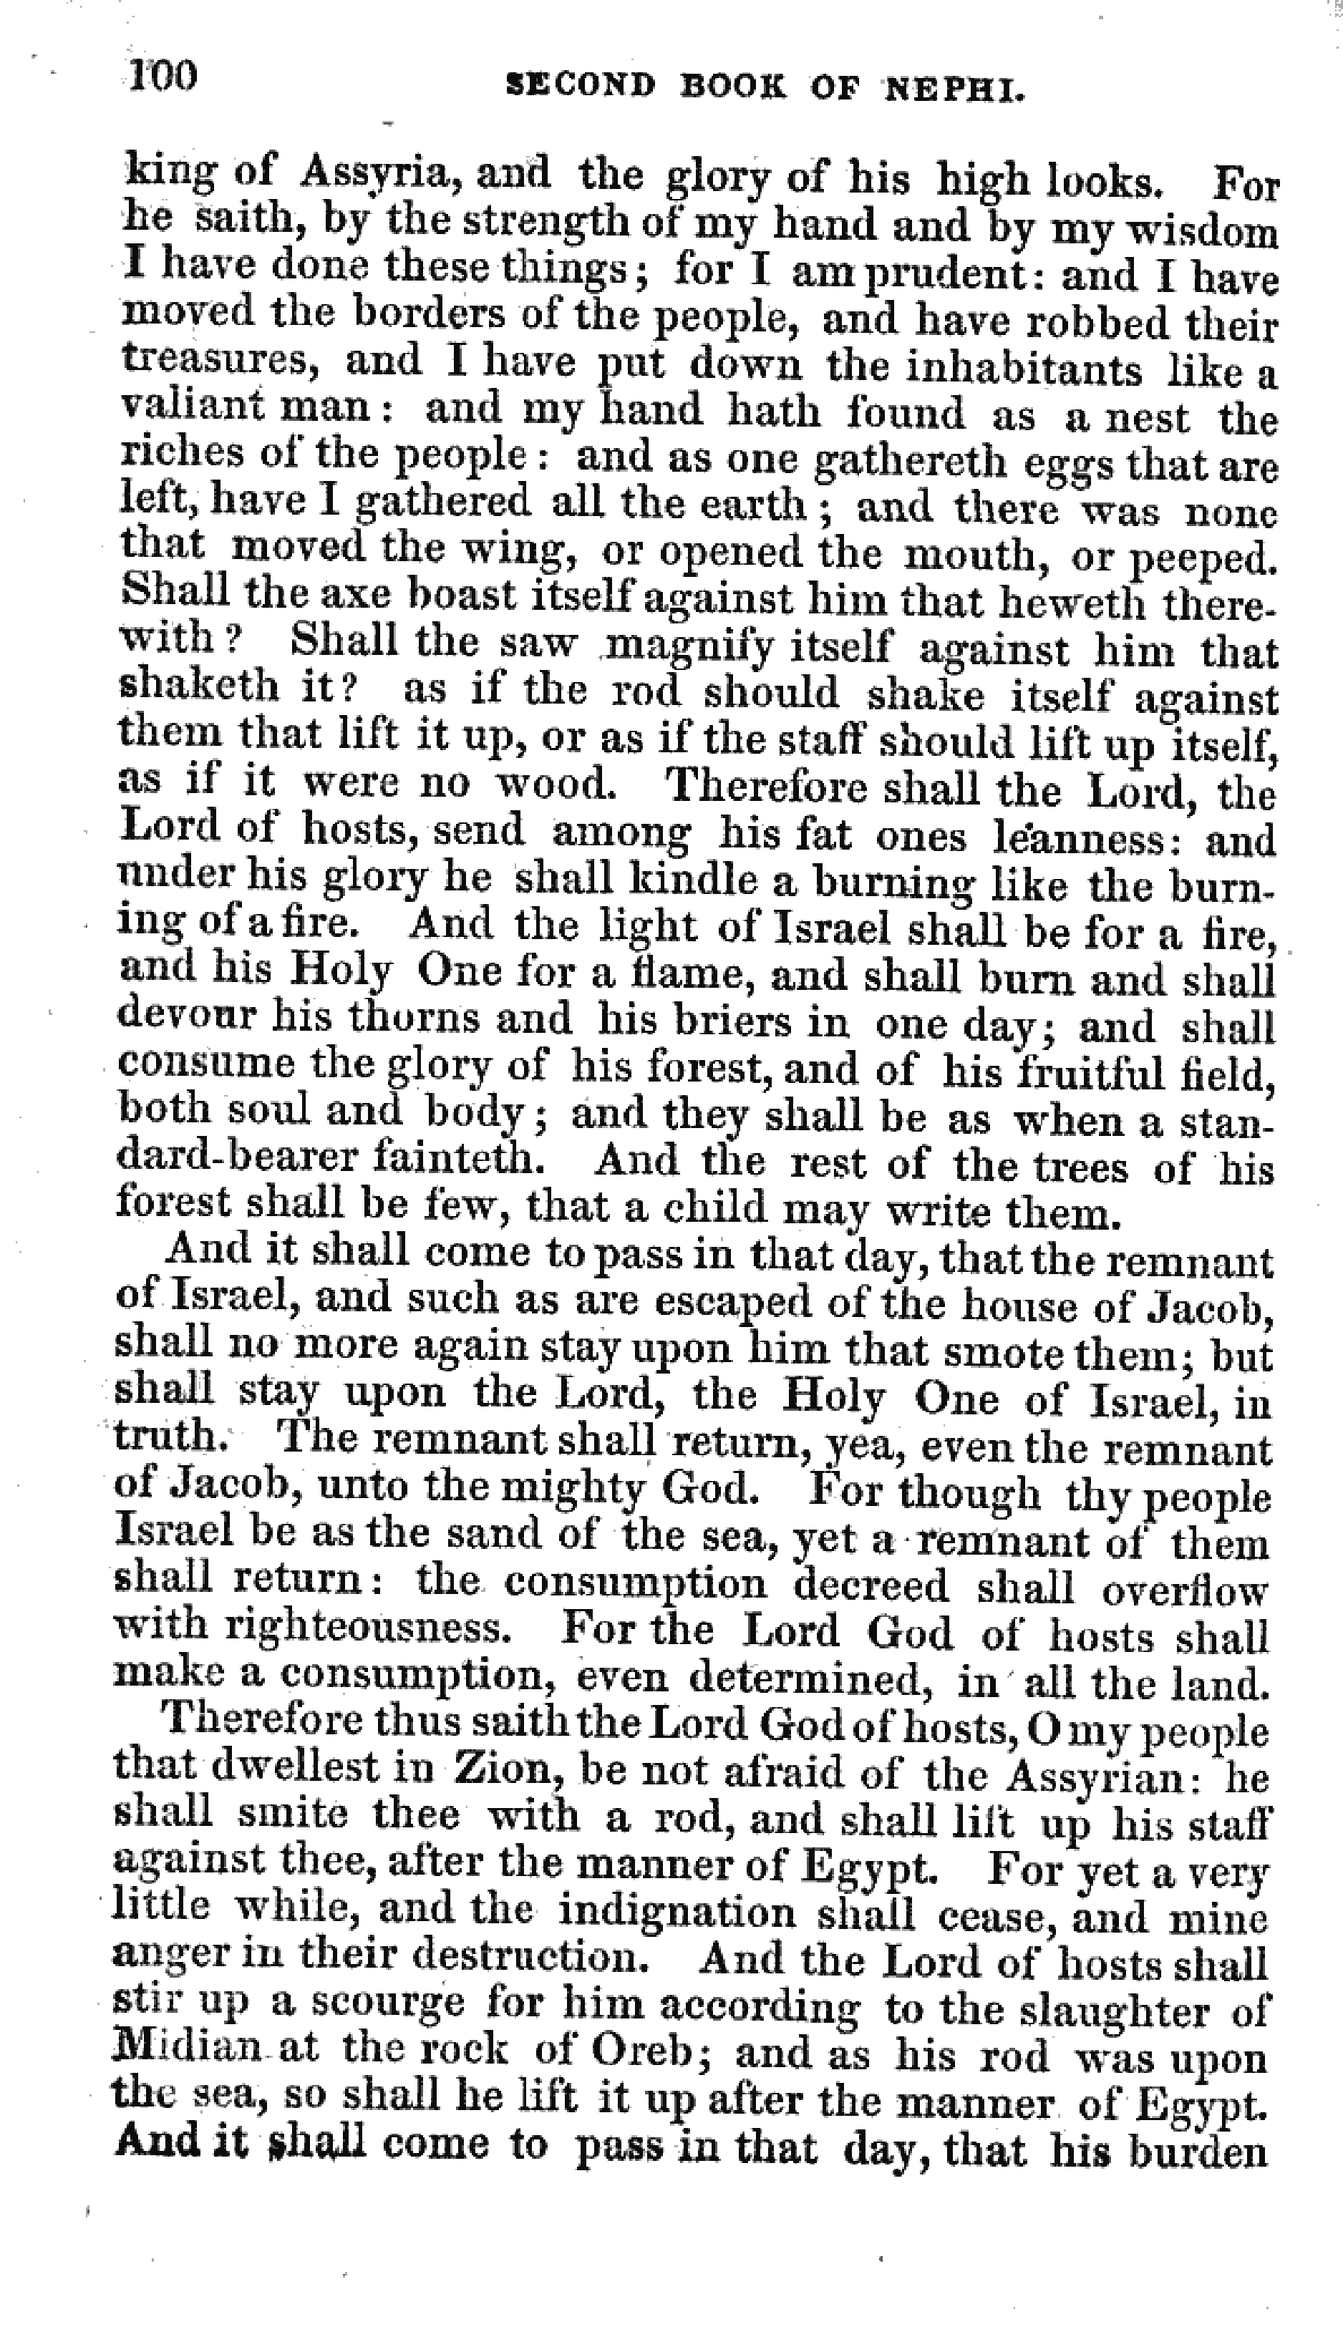 100 SECOND BOOK OF NEPHI.
king of Assyria, and the glory of his high looks. For
he saith, by the strength of my hand and by my wisdom
I have done these things; for I am prudent: and I have
moved the borders of the people, and have robbed their
treasures, and I have put down the inhabitants like a
valiant man: and my hand hath found as a nest the
riches of the people: and as one gathereth eggs that are
left, have I gathered all the earth; and there was none
that moved the wing, or opened the mouth, or peeped.
Shall the axe boast itself against him that heweth there-
with? Shall the saw magnify itself against him that
shaketh it? as if the rod should shake itself against
them that lift it up, or as if the staff should lift up itself,
as if it were no wood. Therefore shall the Lord, the
Lord of hosts, send among his fat ones leanness: and
under his glory he shall kindle a burning like the burn-
ing of a fire. And the light of Israel shall be for a fire,
and his Holy One for a flame, and shall burn and shall
devour his thorns and his briers in one day; and shall
consume the glory of his forest, and of his fruitful field,
both soul and body; and they shall be as when a stan-
dard-bearer fainteth. And the rest of the trees of his
forest shall be few, that a child may write them.
And it shall come to pass in that day, that the remnant
of Israel, and such as are escaped of the house of Jacob,
shall no more again stay upon him that smote them; but
shall stay upon the Lord, the Holy One of Israel, in
truth. The remnant shall return, yea, even the remnant
of Jacob, unto the mighty God. For though thy people
Israel be as the sand of the sea, yet a remnant of them
shall return: the consumption decreed shall overflow
with righteousness. For the Lord God of hosts shall
make a consumption, even determined, in all the land.
Therefore thus saith the Lord God of hosts, O my people
that dwellest in Zion, be not afraid of the Assyrian: he
shall smite thee with a rod, and shall lift up his staff
against thee, after the manner of Egypt. For yet a very
little while, and the indignation shall cease, and mine
anger in their destruction. And the Lord of hosts shall
stir up a scourge for him according to the slaughter of
Midian at the rock of Oreb; and as his rod was upon
the sea, so shall he lift it up after the manner of Egypt.
And it shall come to pass in that day, that his burden